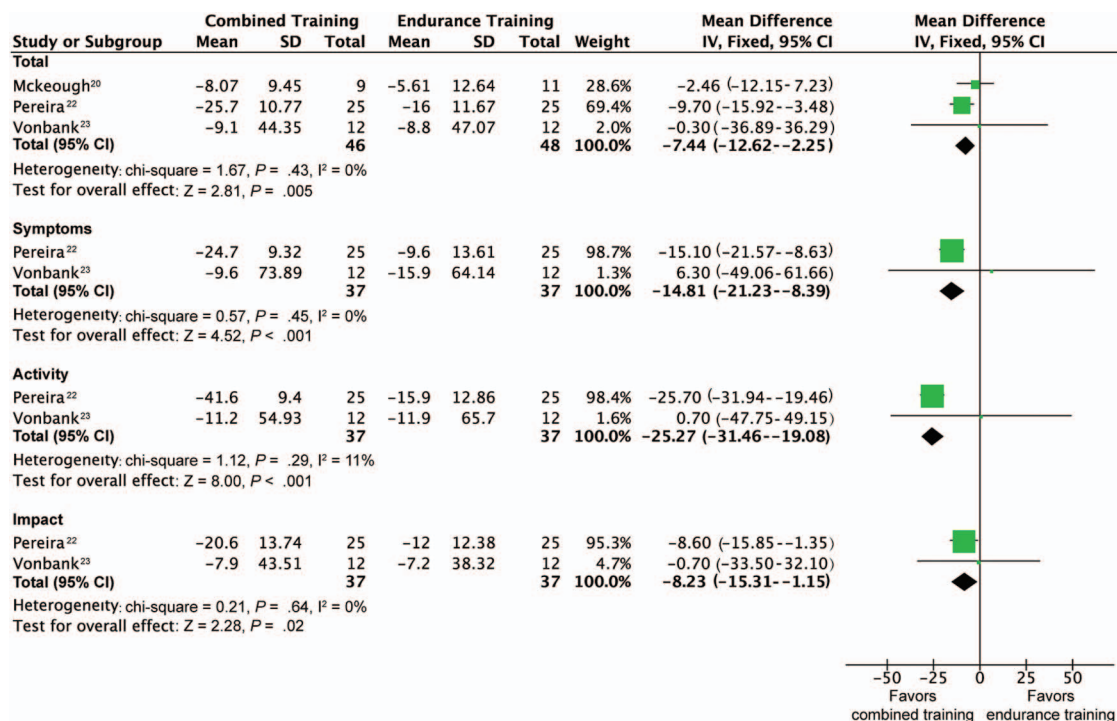 Combined Training Endurance Training Mean Difference Mean Difference
Study or Subgroup Mean SD Total Mean SD Total Weight IV, Fixed, 95% CI IV, Fixed, 95% CI
Total
Mckeough²⁰ −8.07 9.45 9 −5.61 12.64 11 28.6% −2.46 (−12.15-7.23)
Pereira²² −25.7 10.77 25 −16 11.67 25 69.4% −9.70 (−15.92--3.48)
Vonbank²³ −9.1 44.35 12 −8.8 47.07 12 2.0% −0.30 (-36.89-36.29)
Total (95% CI) 46 48 100.0% −7.44 (−12.62--2.25)
Heterogeneity: chi-square = 1.67, P = .43, I² = 0%
Test for overall effect: Z = 2.81, P = .005
Symptoms
Pereira²² −24.7 9.32 25 −9.6 13.61 25 98.7% −15.10 (−21.57--8.63)
Vonbank²³ −9.6 73.89 12 −15.9 64.14 12 1.3% 6.30 (−49.06-61.66)
Total (95% CI) 37 37 100.0% −14.81 (−21.23--8.39)
Heterogeneity: chi-square = 0.57, P = .45, I² = 0%
Test for overall effect: Z = 4.52, P < .001
Activity
Pereira²² −41.6 9.4 25 −15.9 12.86 25 98.4% −25.70 (−31.94--19.46)
Vonbank²³ −11.2 54.93 12 −11.9 65.7 12 1.6% 0.70 (−47.75-49.15)
Total (95% CI) 37 37 100.0% −25.27 (−31.46--19.08)
Heterogeneity: chi-square = 1.12, P = .29, I² = 11%
Test for overall effect: Z = 8.00, P < .001
Impact
Pereira²² −20.6 13.74 25 −12 12.38 25 95.3% −8.60 (−15.85--1.35)
Vonbank²³ −7.9 43.51 12 −7.2 38.32 12 4.7% −0.70 (−33.50-32.10)
Total (95% CI) 37 37 100.0% −8.23 (−15.31--1.15)
Heterogeneity: chi-square = 0.21, P = .64, I² = 0%
Test for overall effect: Z = 2.28, P = .02
−50 −25 0 25 50
Favors Favors
combined training endurance training